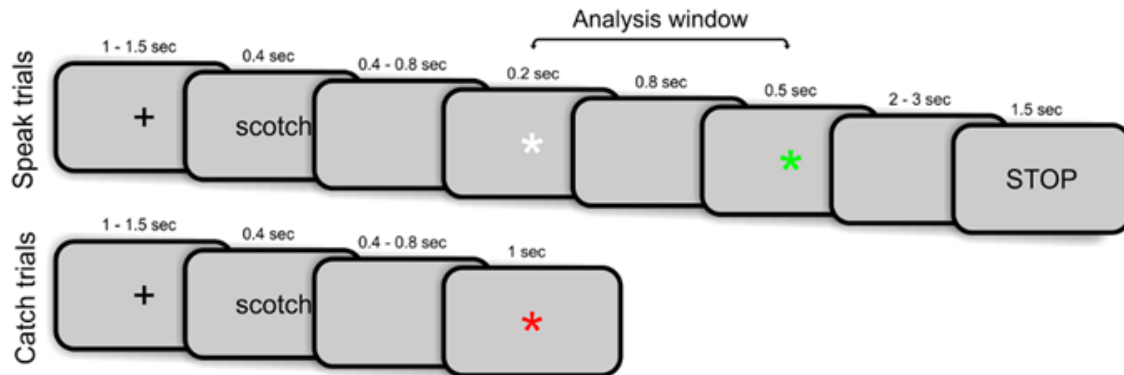 Analysis window
Speak trials
1 - 1.5 sec
0.4 sec
0.4 - 0.8 sec
0.2 sec
0.8 sec
0.5 sec
2 - 3 sec
1.5 sec
+
scotch
*
*
STOP
Catch trials
1 - 1.5 sec
0.4 sec
0.4 - 0.8 sec
1 sec
+
scotch
*